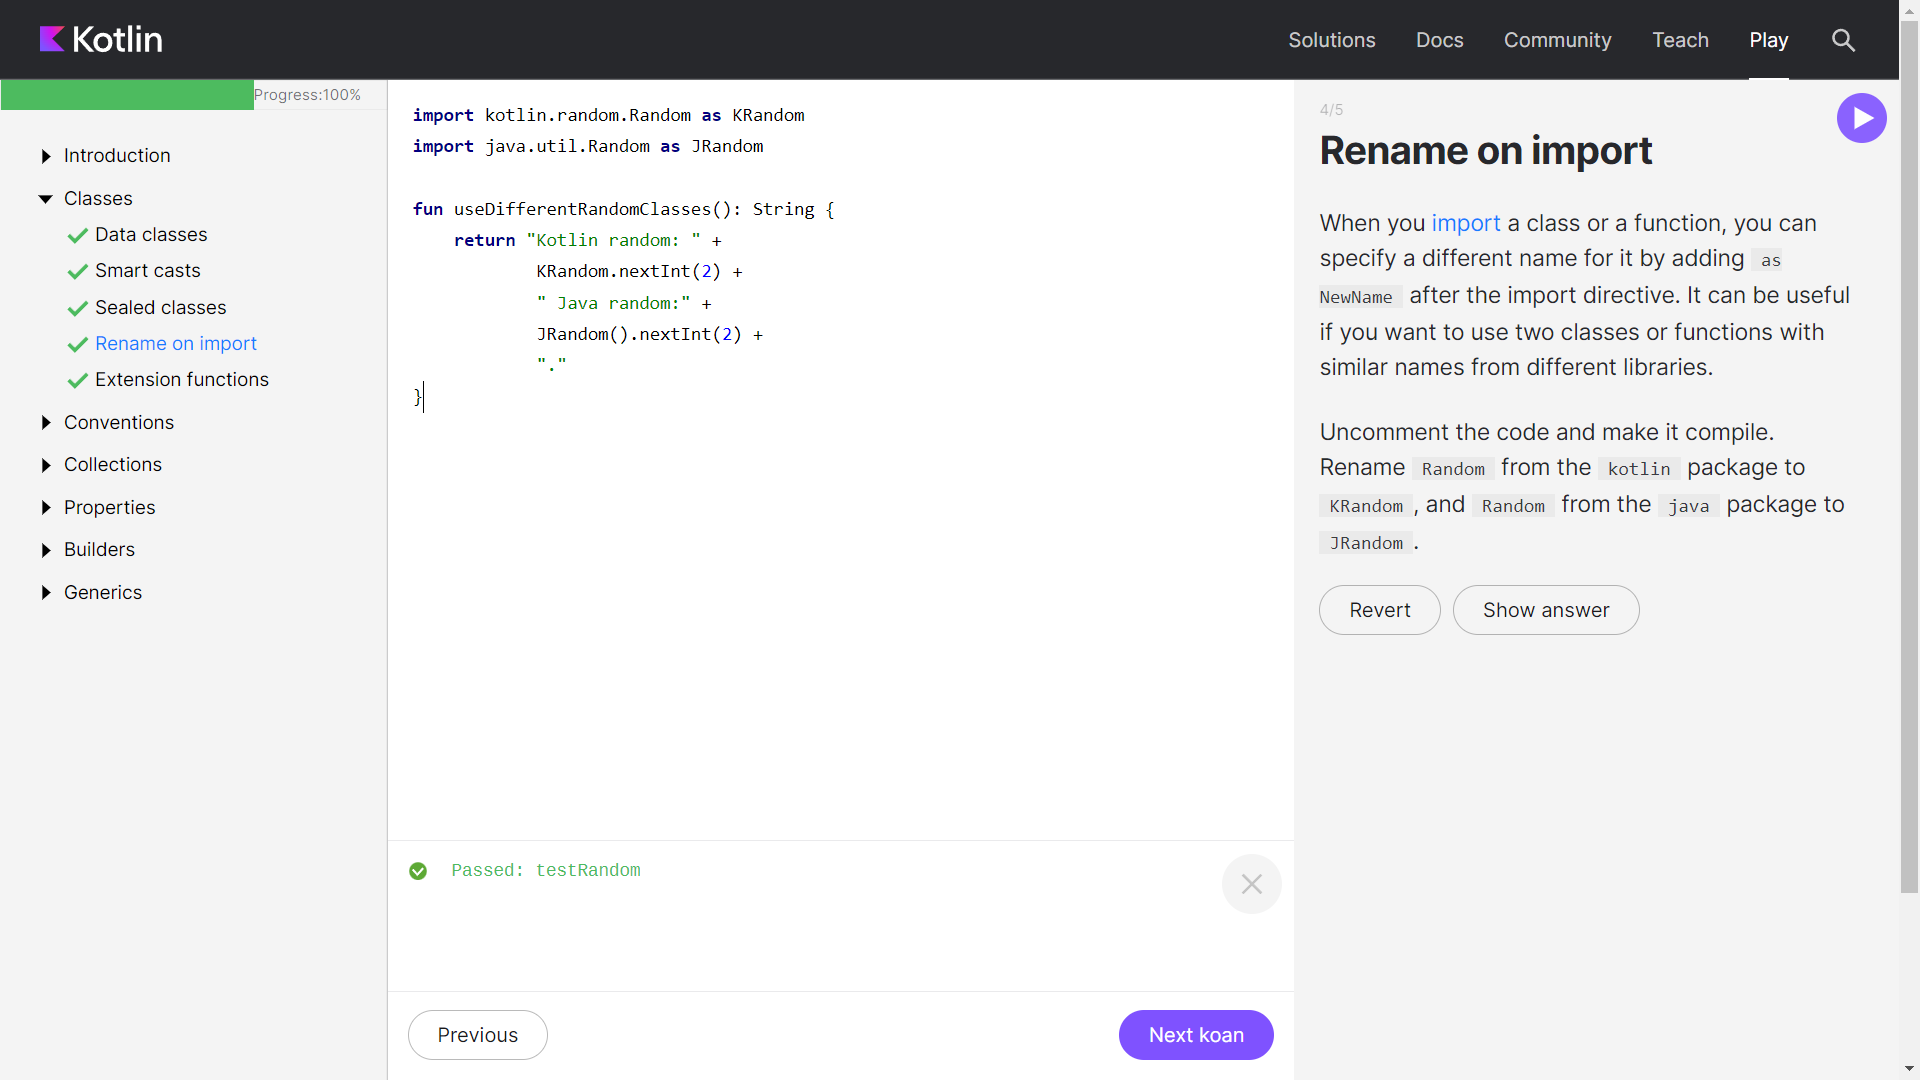 Kotlin
Solutions
Docs
Community
Teach
Play
Progress:100%
Introduction
Classes
Data classes
Smart casts
Sealed classes
Rename on import
Extension functions
Conventions
Collections
Properties
Builders
Generics
import kotlin.random.Random as KRandom
import java.util.Random as JRandom
fun useDifferentRandomClasses(): String {
return "Kotlin random: " +
KRandom.nextInt(2) +
" Java random:" +
JRandom().nextInt(2) +
"."
}
Passed: testRandom
Previous
Next koan
4/5
Rename on import
When you import a class or a function, you can
specify a different name for it by adding as
NewName after the import directive. It can be useful
if you want to use two classes or functions with
similar names from different libraries.
Uncomment the code and make it compile.
Rename Random from the kotlin package to
KRandom, and Random from the java package to
JRandom.
Revert
Show answer